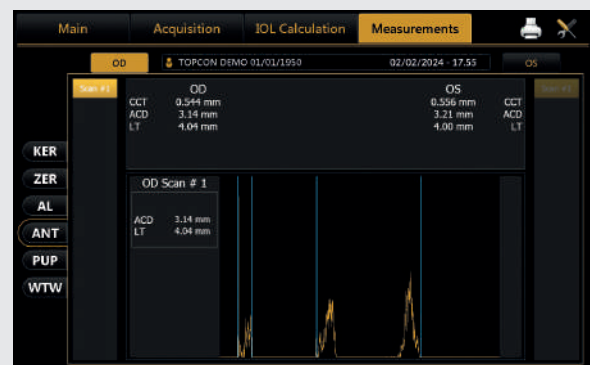 Main Acquisition IOL Calculation Measurements
OD TOPCON DEMO 01/01/1950 02/02/2024 - 17.55 OS
Scan #1 OD OS Scan #1
CCT 0.544 mm 0.556 mm CCT
ACD 3.14 mm 3.21 mm ACD
LT 4.04 mm 4.00 mm LT
KER
ZER
AL
ANT
PUP
WTW
OD Scan # 1
ACD 3.14 mm
LT 4.04 mm